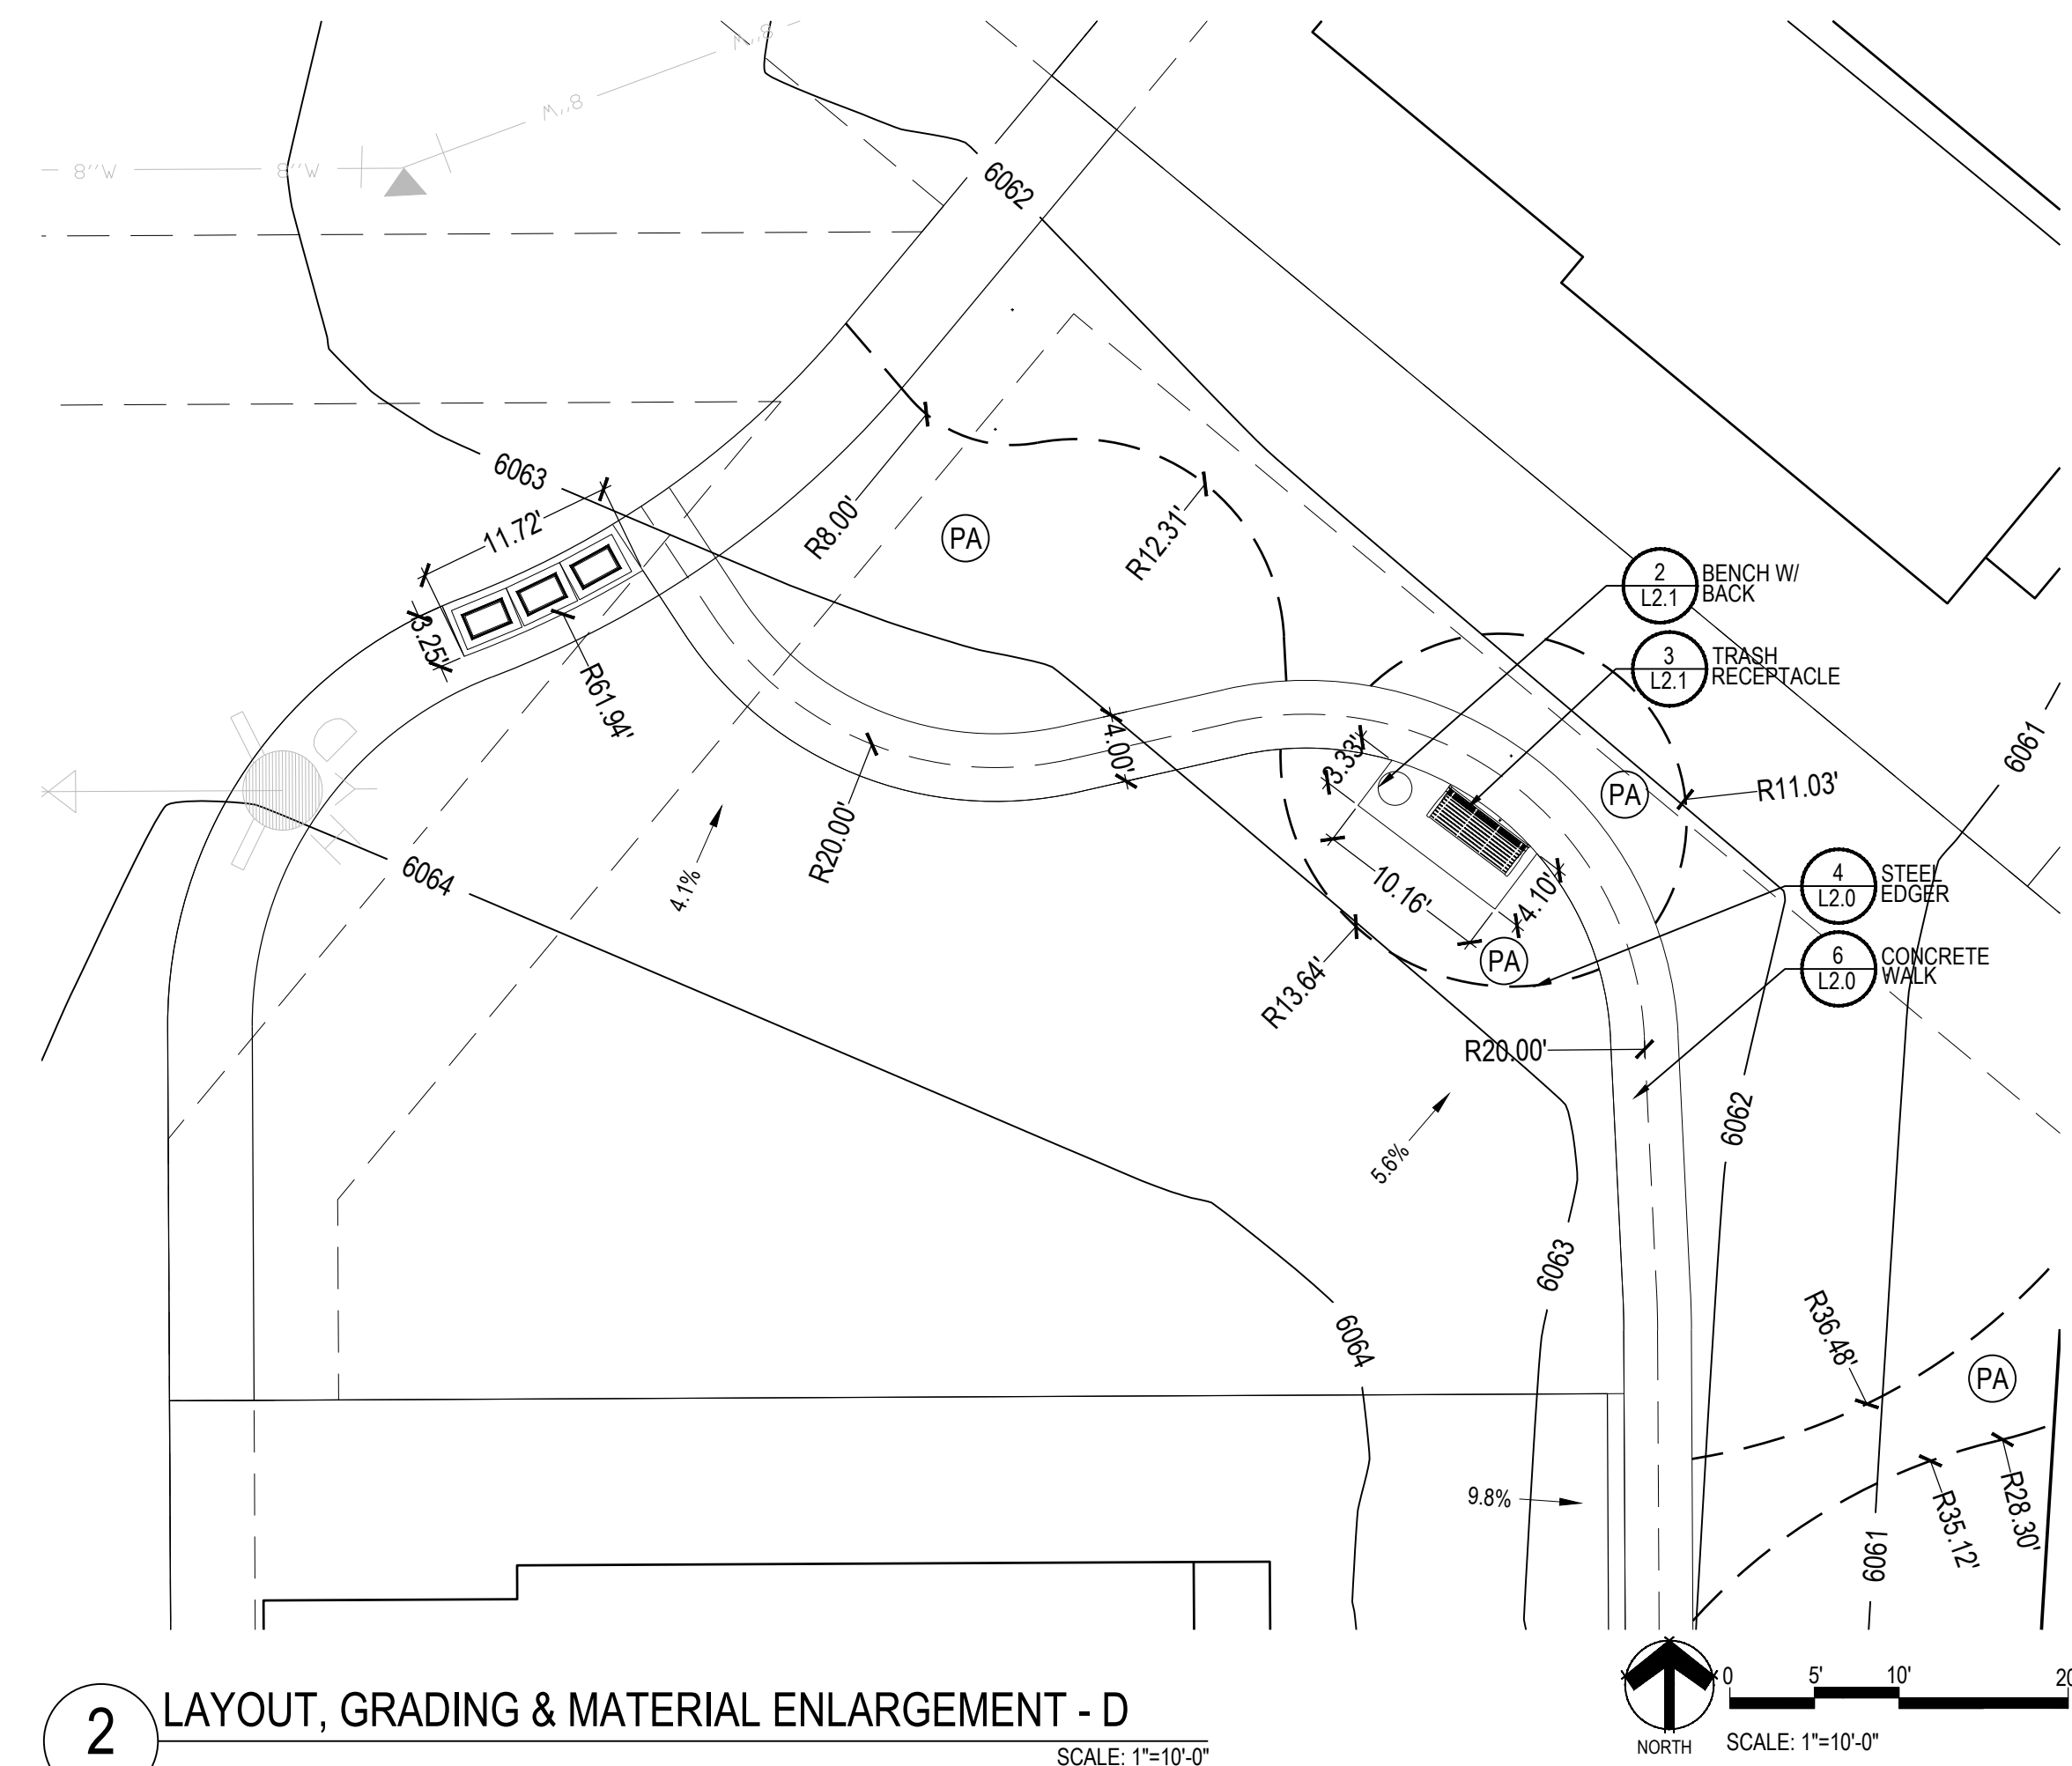 8"W
8"W
8"W
8"W
6062
6063
11.72'
3.25'
R8.00'
PA
R12.31'
R61.94'
2
L2.1
BENCH W/
BACK
3
L2.1
TRASH
RECEPTACLE
D
Y
H
6061
4.00'
3.33'
PA
R11.03'
R20.00'
4.1%
6064
10.16'
4.10'
4
L2.0
STEEL
EDGER
PA
6
L2.0
CONCRETE
WALK
R13.64'
R20.00'
6062
5.6%
6063
6064
R36.48'
PA
9.8%
R35.12'
R28.30'
6061
2
LAYOUT, GRADING & MATERIAL ENLARGEMENT - D
SCALE: 1"=10'-0"
NORTH
0 5' 10' 20
SCALE: 1"=10'-0"